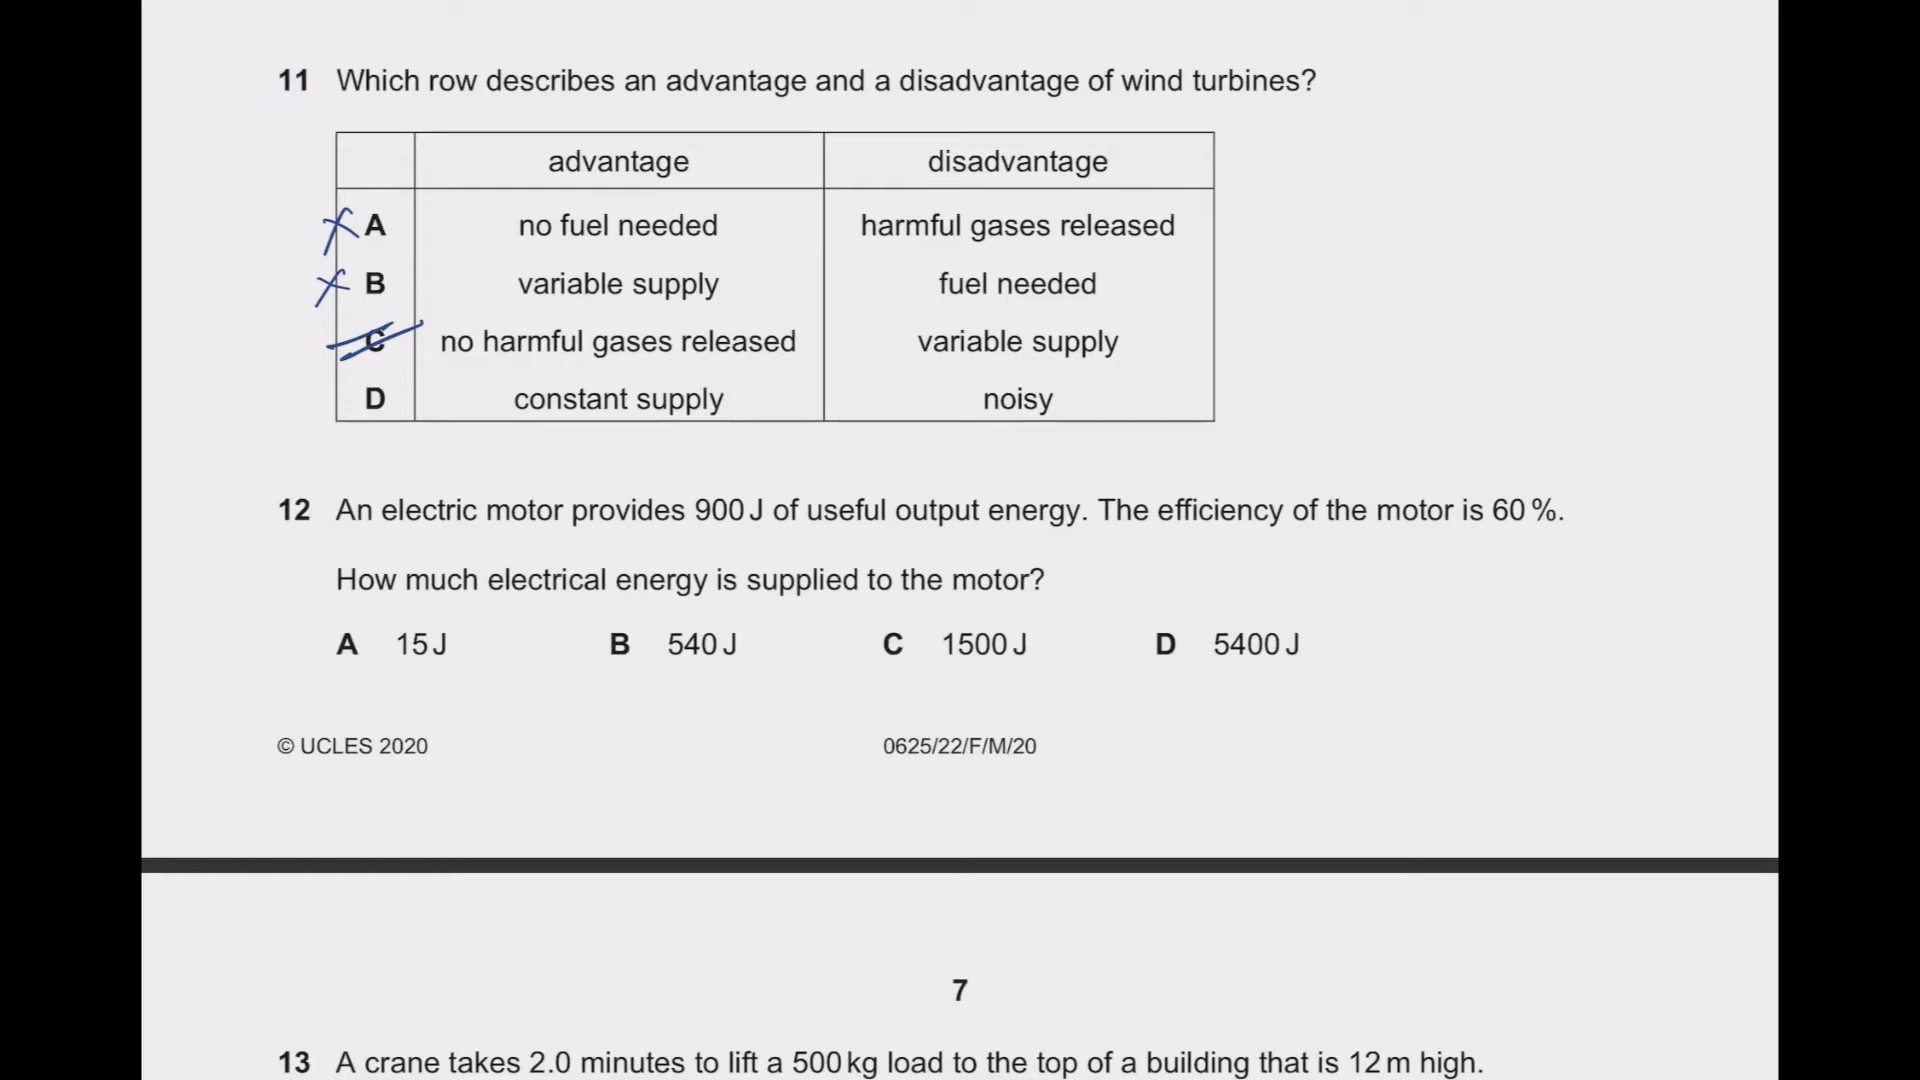 11 Which row describes an advantage and a disadvantage of wind turbines?
advantage disadvantage
A no fuel needed harmful gases released
B variable supply fuel needed
C no harmful gases released variable supply
D constant supply noisy
12 An electric motor provides 900 J of useful output energy. The efficiency of the motor is 60 %.
How much electrical energy is supplied to the motor?
A 15 J B 540 J C 1500 J D 5400 J
© UCLES 2020 0625/22/F/M/20
7
13 A crane takes 2.0 minutes to lift a 500 kg load to the top of a building that is 12 m high.